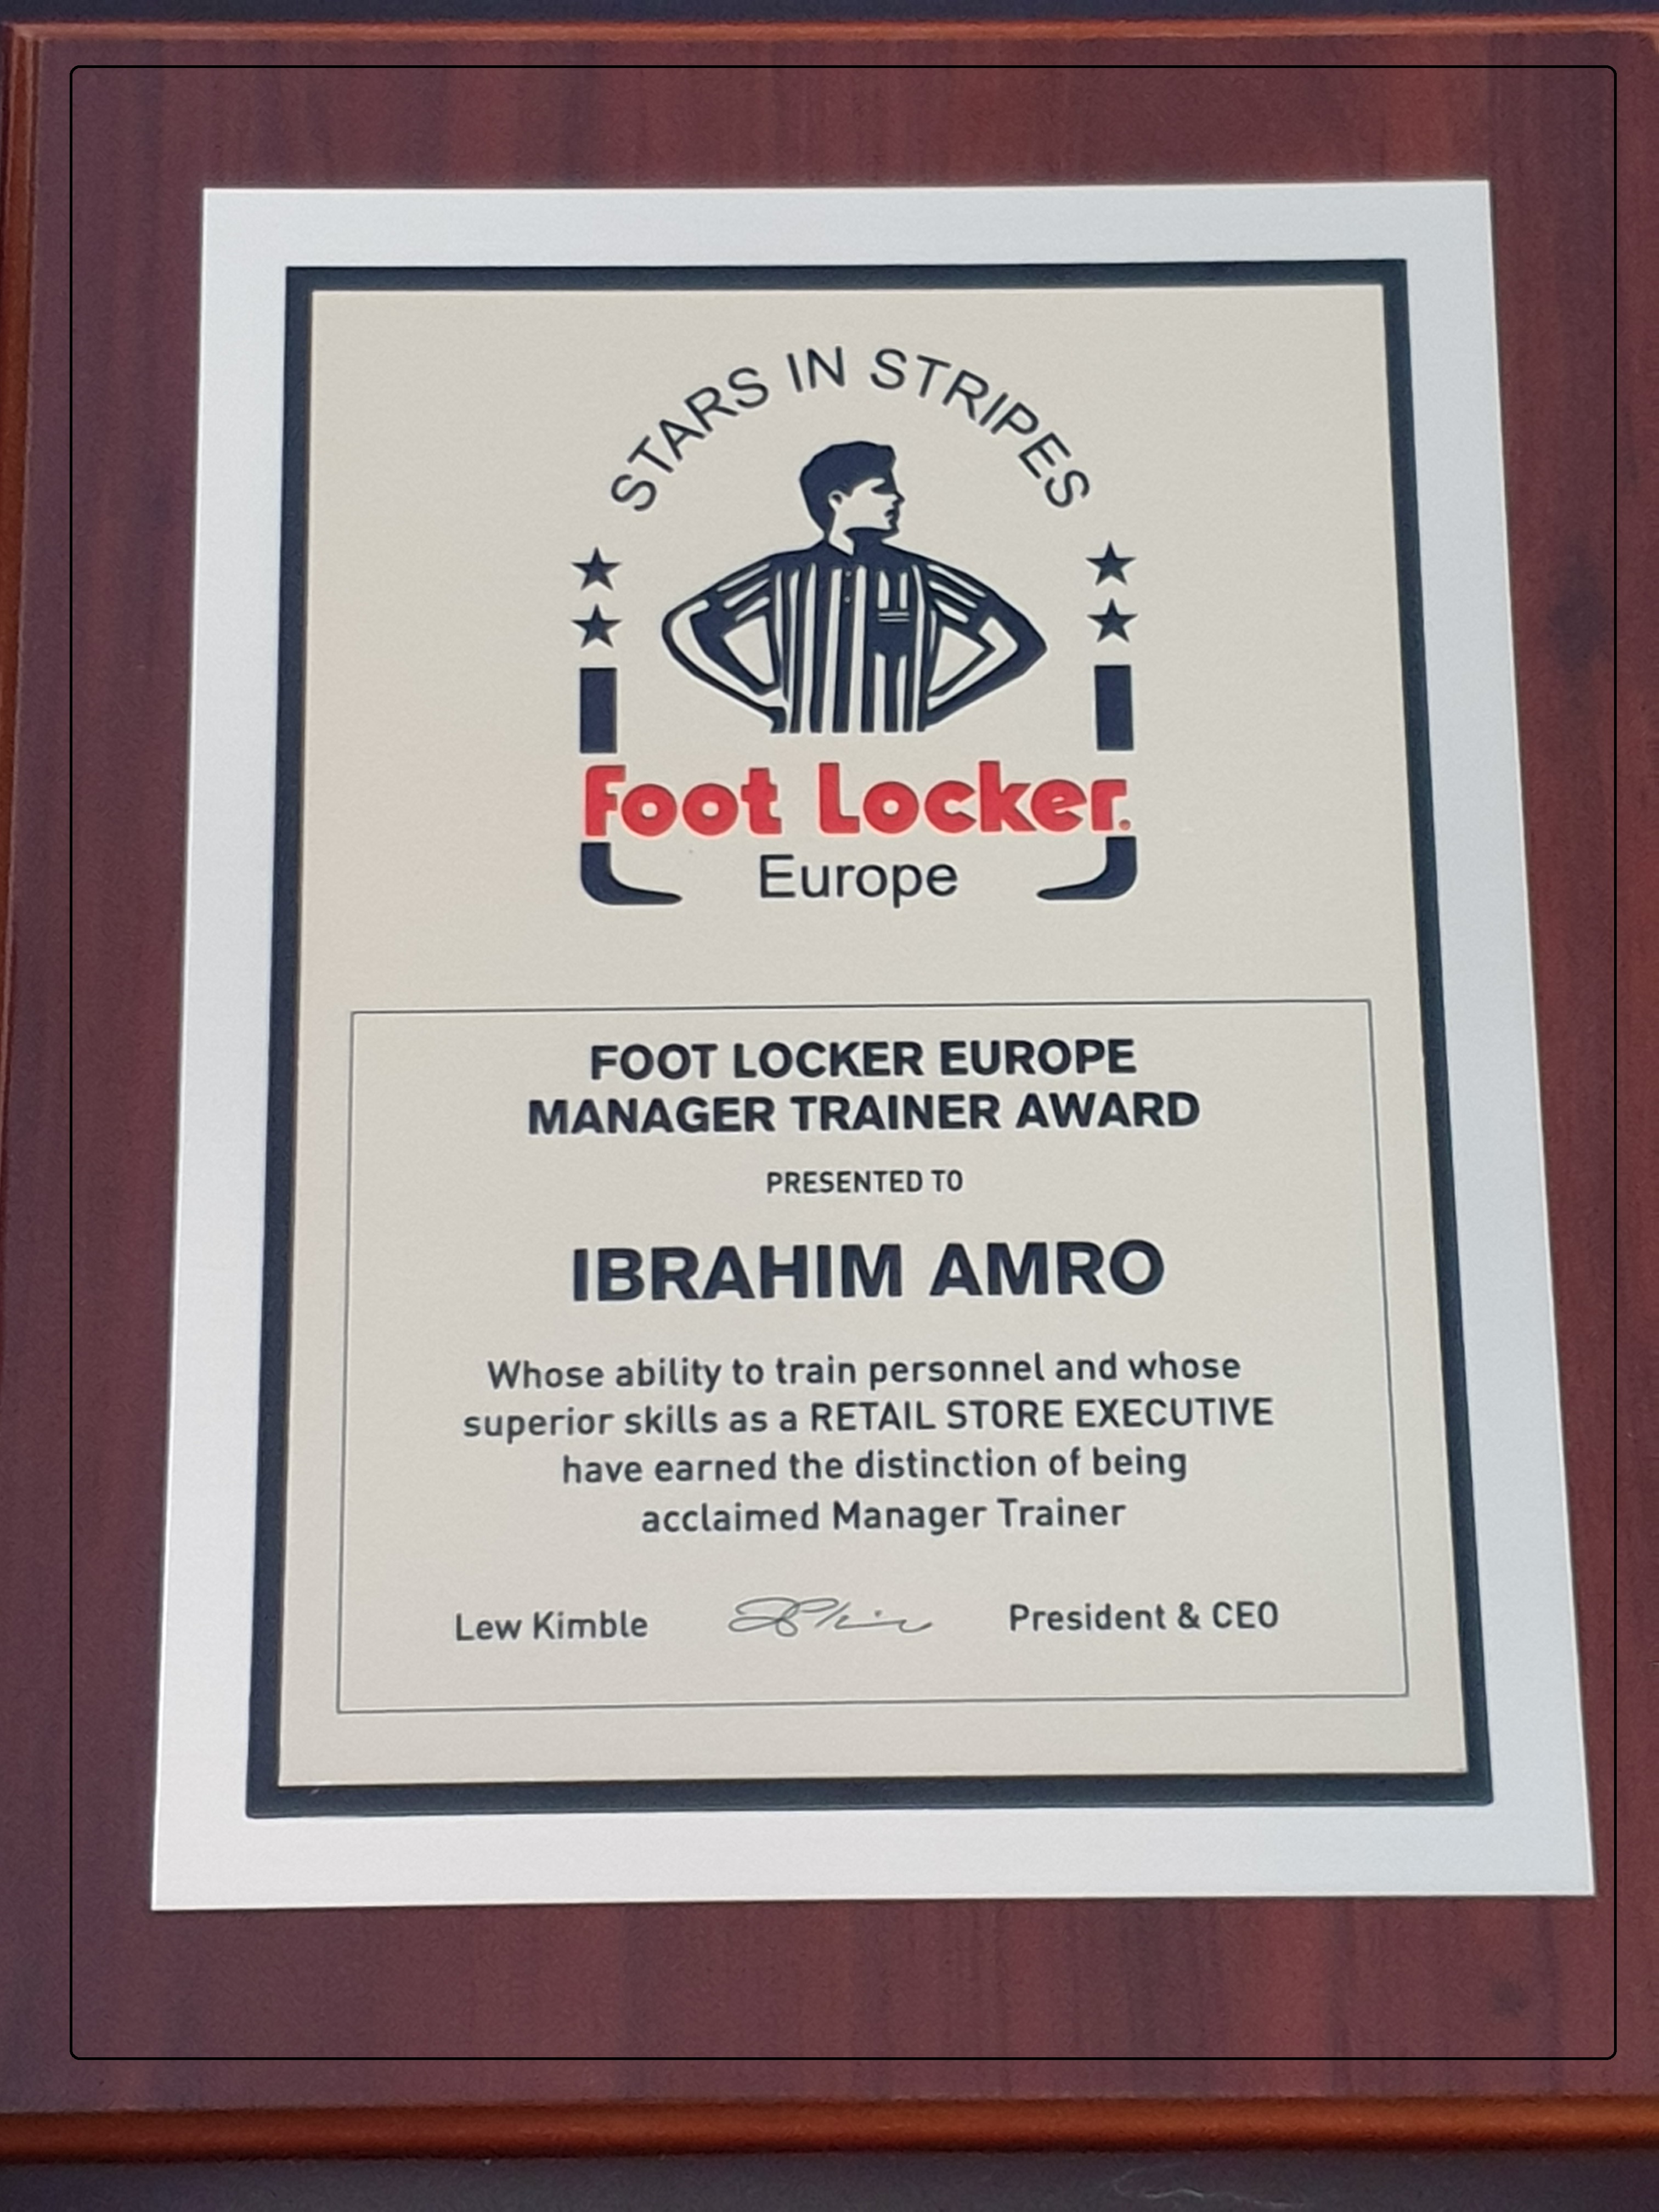 STARS IN STRIPES
Foot Locker.
Europe
FOOT LOCKER EUROPE
MANAGER TRAINER AWARD
PRESENTED TO
IBRAHIM AMRO
Whose ability to train personnel and whose
superior skills as a RETAIL STORE EXECUTIVE
have earned the distinction of being
acclaimed Manager Trainer
Lew Kimble President & CEO